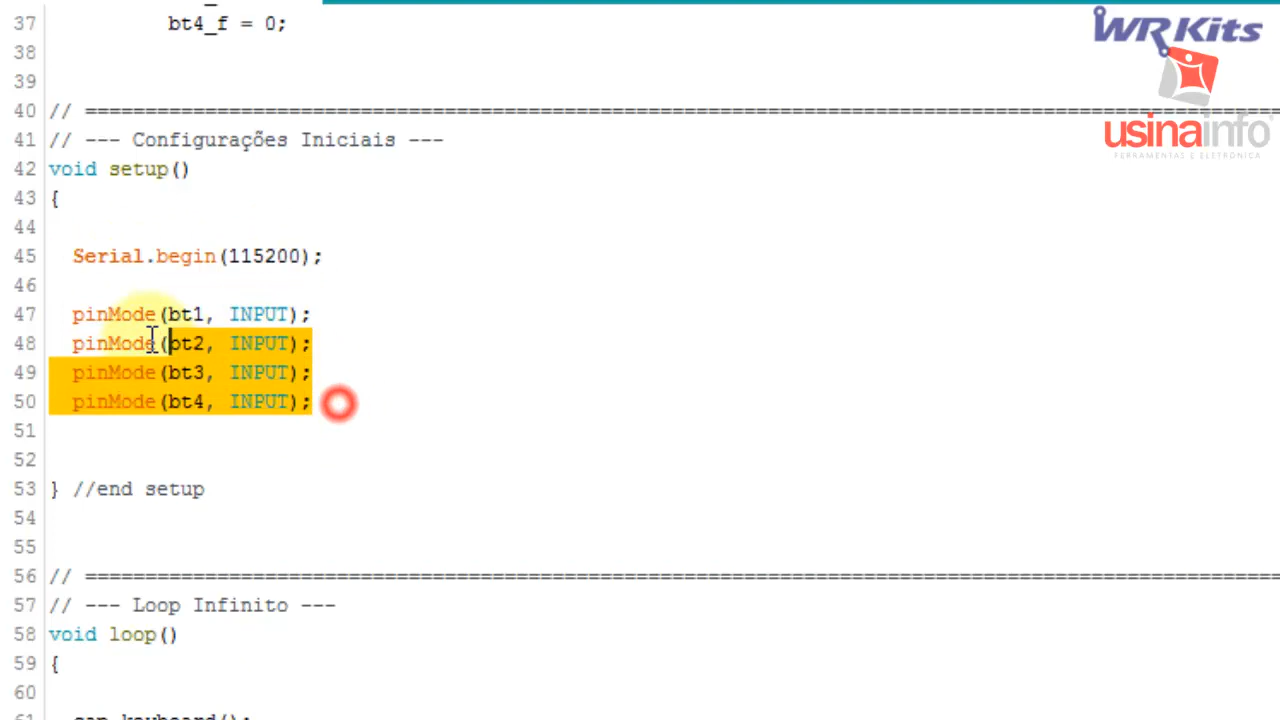 37 bt4_f = 0;
38
39
40 // ==========================================================================================================
41 // --- Configurações Iniciais ---
42 void setup()
43 {
44
45 Serial.begin(115200);
46
47 pinMode(bt1, INPUT);
48 pinMode(bt2, INPUT);
49 pinMode(bt3, INPUT);
50 pinMode(bt4, INPUT);
51
52
53 } //end setup
54
55
56 // ==========================================================================================================
57 // --- Loop Infinito ---
58 void loop()
59 {
60
WR Kits
usinainfo
FERRAMENTAS E ELETRÔNICA